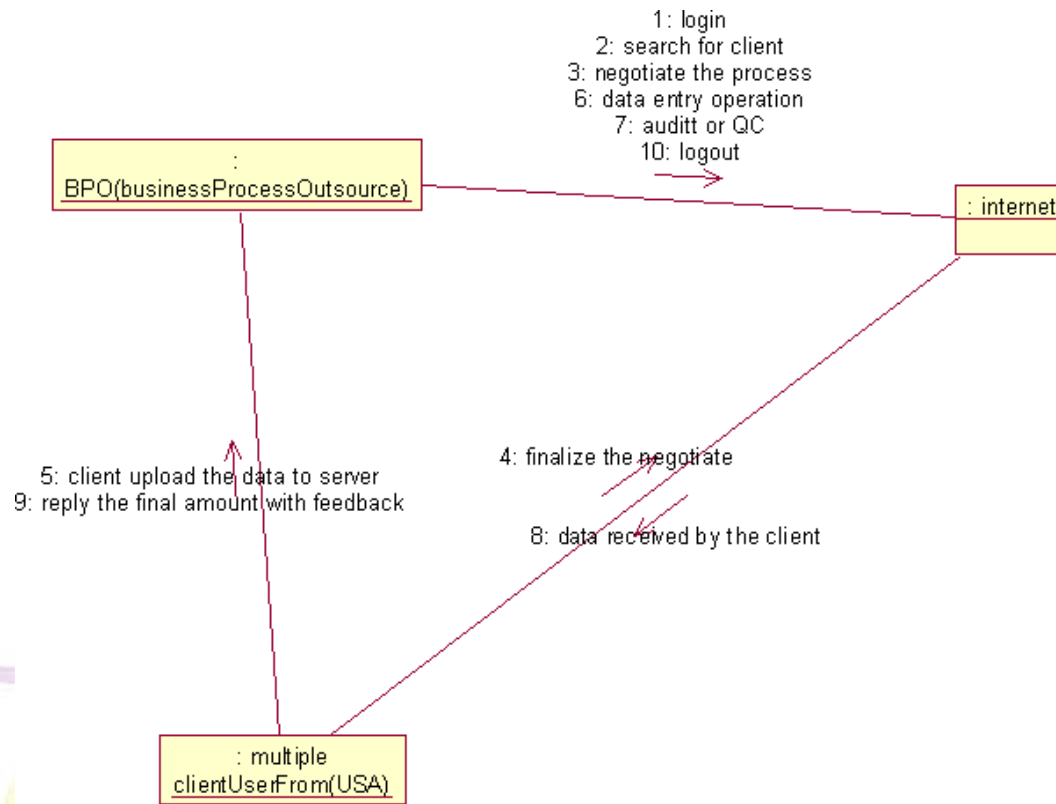 1: login
2: search for client
3: negotiate the process
6: data entry operation
7: auditt or QC
10: logout
:
BPO(businessProcessOutsource)
: internet
4: finalize the negotiate
5: client upload the data to server
9: reply the final amount with feedback
8: data received by the client
: multiple
clientUserFrom(USA)